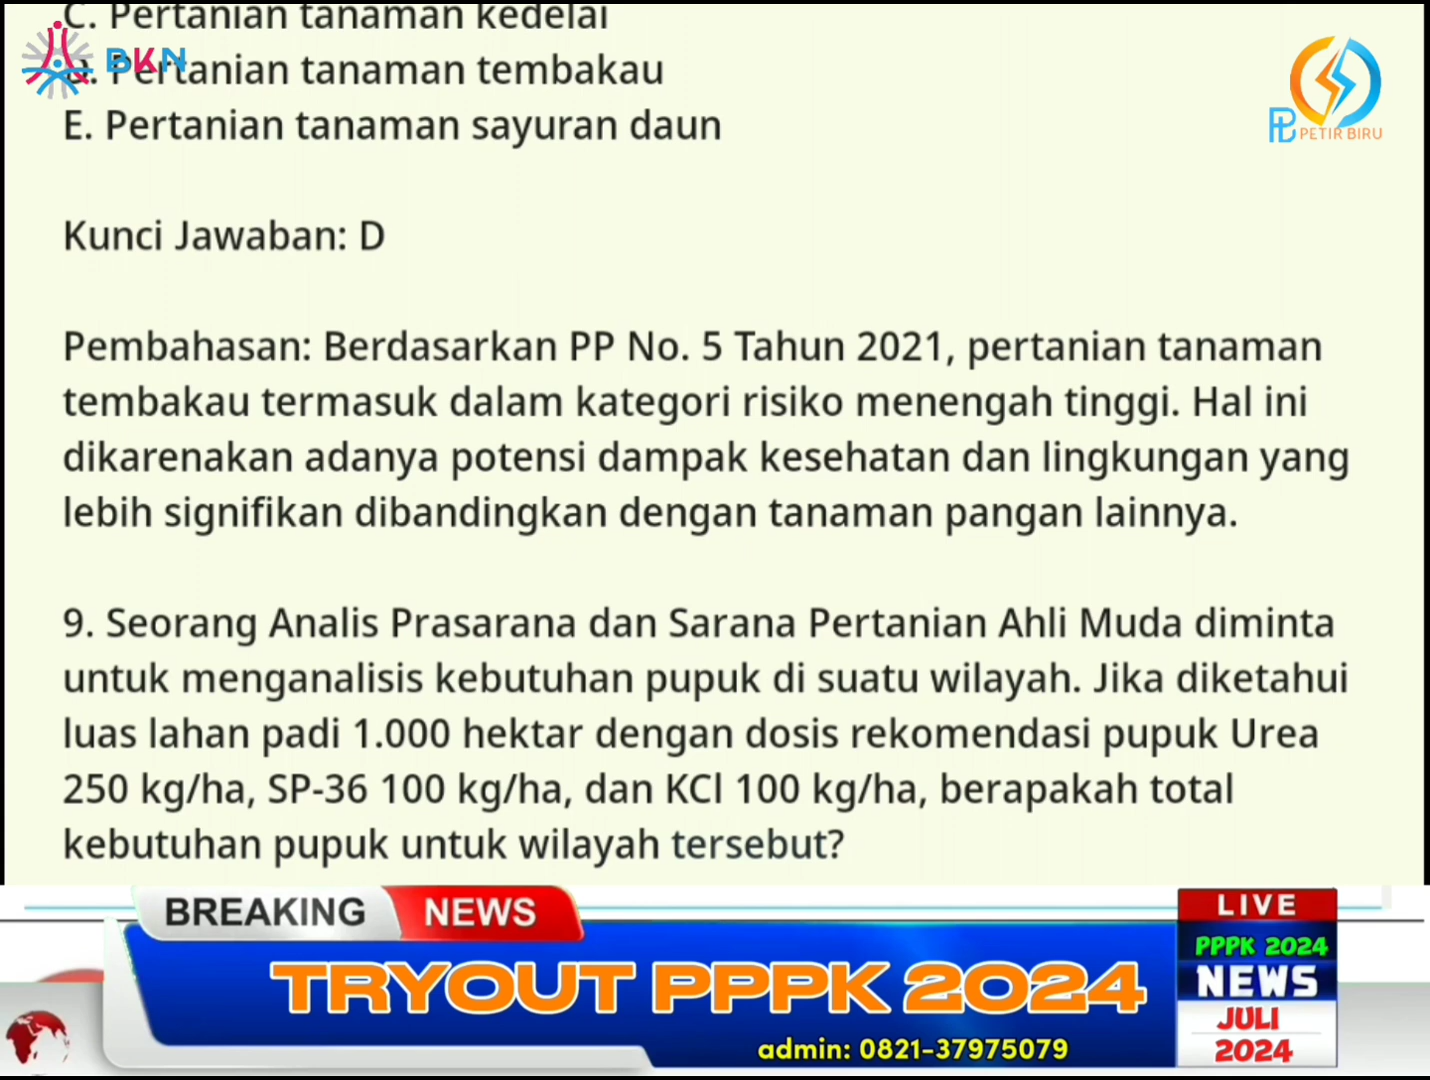 C. Pertanian tanaman kedelai
BKN
D. Pertanian tanaman tembakau
E. Pertanian tanaman sayuran daun
PB PETIR BIRU
Kunci Jawaban: D
Pembahasan: Berdasarkan PP No. 5 Tahun 2021, pertanian tanaman
tembakau termasuk dalam kategori risiko menengah tinggi. Hal ini
dikarenakan adanya potensi dampak kesehatan dan lingkungan yang
lebih signifikan dibandingkan dengan tanaman pangan lainnya.
9. Seorang Analis Prasarana dan Sarana Pertanian Ahli Muda diminta
untuk menganalisis kebutuhan pupuk di suatu wilayah. Jika diketahui
luas lahan padi 1.000 hektar dengan dosis rekomendasi pupuk Urea
250 kg/ha, SP-36 100 kg/ha, dan KCl 100 kg/ha, berapakah total
kebutuhan pupuk untuk wilayah tersebut?
BREAKING NEWS
TRYOUT PPPK 2024
admin: 0821-37975079
LIVE
PPPK 2024
NEWS
JULI
2024